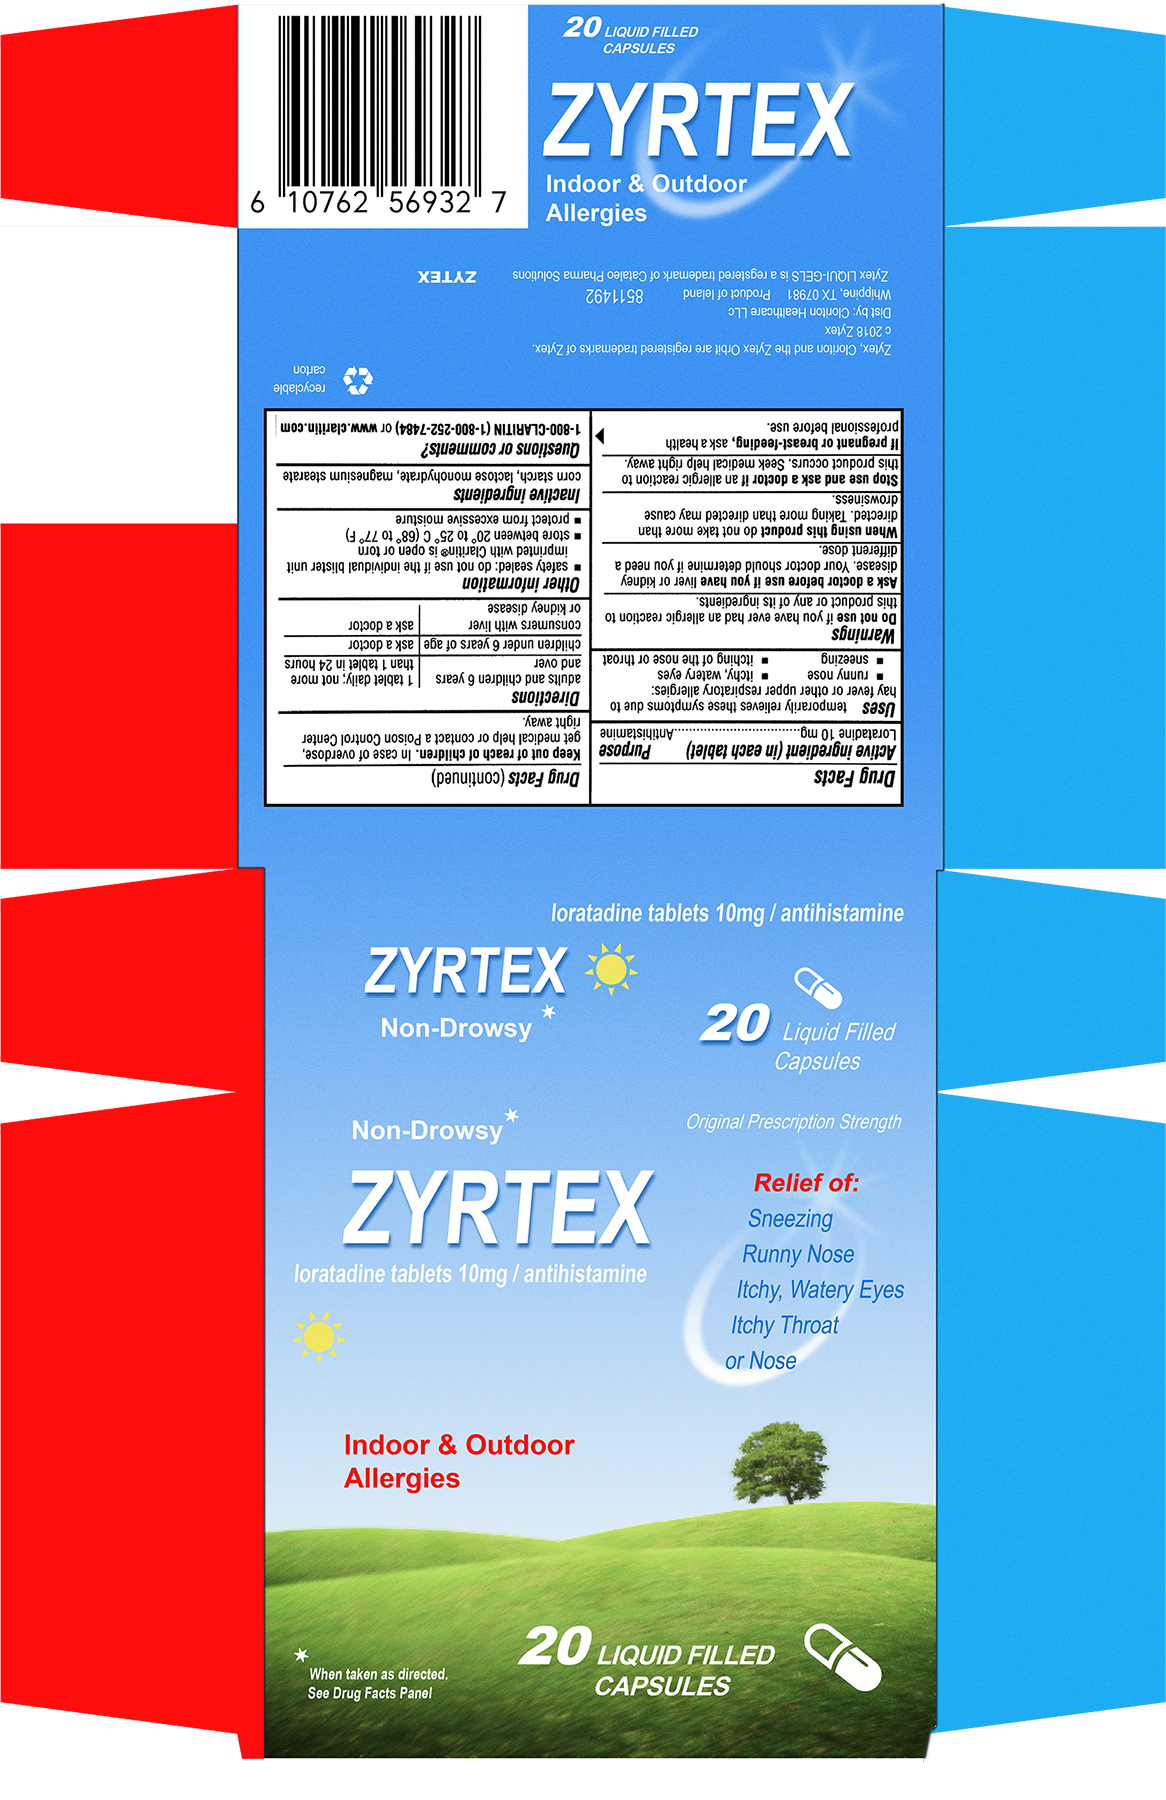 20 LIQUID FILLED
CAPSULES
ZYRTEX
Indoor & Outdoor
Allergies
6 10762 56932 7
Zytex, Cloriton and the Zytex Orbit are registered trademarks of Zytex.
c 2018 Zytex
Dist by: Cloriton Healthcare LLc
Whippine, TX 07981 Product of Ieland 8511492
Zytex LIQUI-GELS is a regstered trademark of Cataleo Pharma Solutions
ZYTEX
recyclable
carton
Drug Facts
Active ingredient (in each tablet) Purpose
Loratadine 10 mg..............................Antihistamine
Uses temporarily relieves these symptoms due to
hay fever or other upper respiratory allergies:
▪ runny nose ▪ itchy, watery eyes
▪ sneezing ▪ itching of the nose or throat
Warnings
Do not use if you have ever had an allergic reaction to
this product or any of its ingredients.
Ask a doctor before use if you have liver or kidney
disease. Your doctor should determine if you need a
different dose.
When using this product do not take more than
directed. Taking more than directed may cause
drowsiness.
Stop use and ask a doctor if an allergic reaction to
this product occurs. Seek medical help right away.
If pregnant or breast-feeding, ask a health
professional before use.
Drug Facts (continued)
Keep out of reach of children. In case of overdose,
get medical help or contact a Poison Control Center
right away.
Directions
adults and children 6 years
and over
1 tablet daily; not more
than 1 tablet in 24 hours
children under 6 years of age ask a doctor
consumers with liver
or kidney disease
ask a doctor
Other information
▪ safety sealed: do not use if the individual blister unit
imprinted with Claritin® is open or torn
▪ store between 20° to 25° C (68° to 77° F)
▪ protect from excessive moisture
Inactive ingredients
corn starch, lactose monohydrate, magnesium stearate
Questions or comments?
1-800-CLARITIN (1-800-252-7484) or www.claritin.com
loratadine tablets 10mg / antihistamine
ZYRTEX
Non-Drowsy*
20 Liquid Filled
Capsules
Non-Drowsy*
Original Prescription Strength
ZYRTEX
loratadine tablets 10mg / antihistamine
Relief of:
Sneezing
Runny Nose
Itchy, Watery Eyes
Itchy Throat
or Nose
Indoor & Outdoor
Allergies
20 LIQUID FILLED
CAPSULES
*
When taken as directed.
See Drug Facts Panel